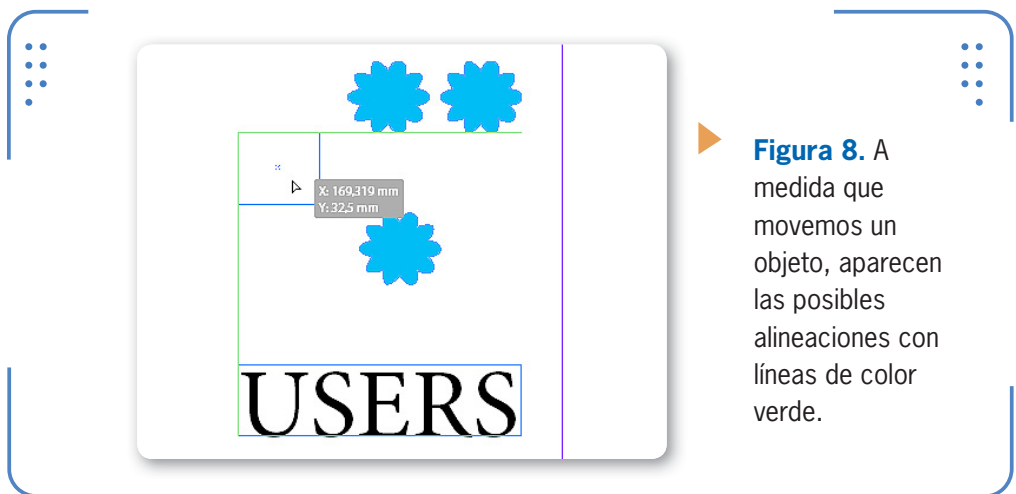 X: 169,319 mm
Y: 32,5 mm
USERS
Figura 8. A
medida que
movemos un
objeto, aparecen
las posibles
alineaciones con
líneas de color
verde.